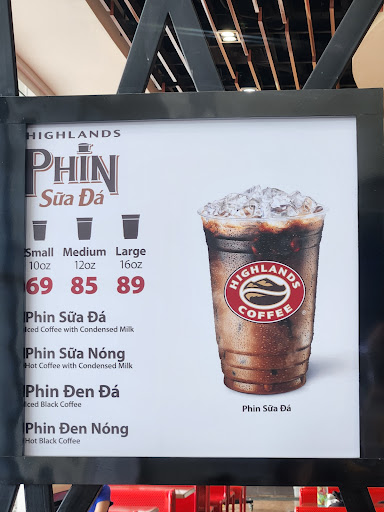 HIGHLANDS
PHIN
Sữa Đá
Small Medium Large
10oz 12oz 16oz
69 85 89
Phin Sữa Đá
Iced Coffee with Condensed Milk
Phin Sữa Nóng
Hot Coffee with Condensed Milk
Phin Đen Đá
Iced Black Coffee
Phin Đen Nóng
Hot Black Coffee
HIGHLANDS
COFFEE
Phin Sữa Đá